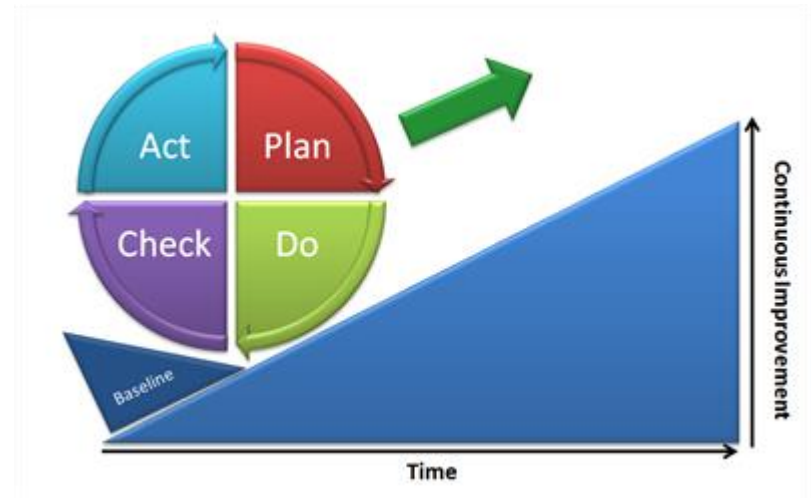 Act
Plan
Check
Do
Baseline
Continuous Improvement
Time